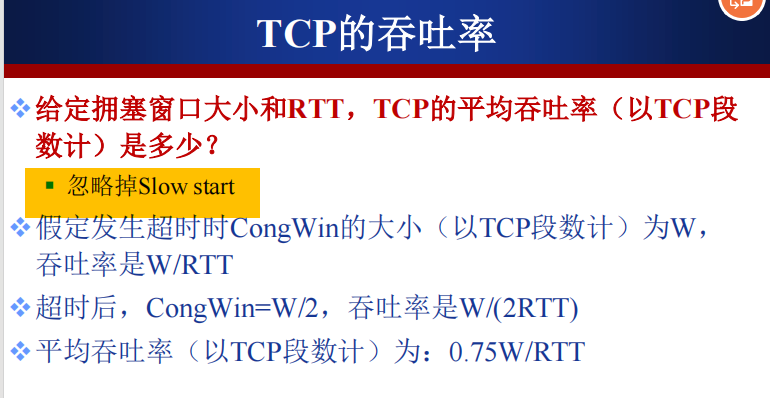 TCP的吞吐率
给定拥塞窗口大小和RTT，TCP的平均吞吐率（以TCP段
数计）是多少？
忽略掉Slow start
假定发生超时时CongWin的大小（以TCP段数计）为W，
吞吐率是W/RTT
超时后，CongWin=W/2，吞吐率是W/(2RTT)
平均吞吐率（以TCP段数计）为：0.75W/RTT